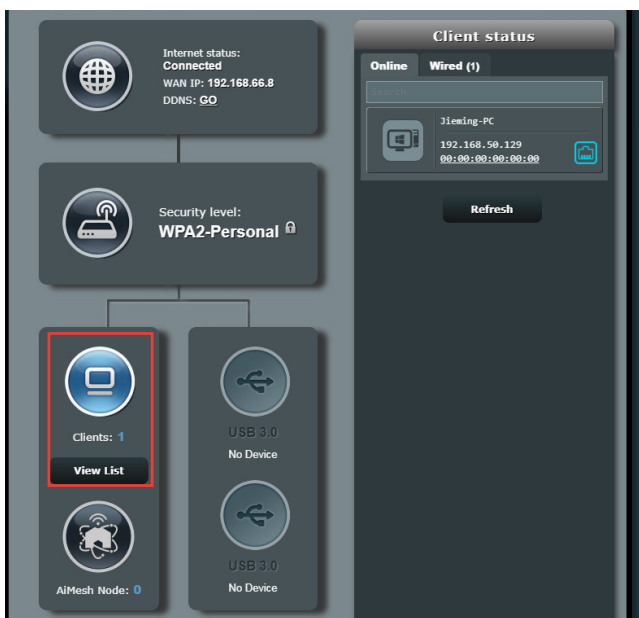 Internet status:
Connected
WAN IP: 192.168.66.8
DDNS: GO
Security level:
WPA2-Personal
Clients: 1
View List
AiMesh Node: 0
USB 3.0
No Device
USB 3.0
No Device
Client status
Online Wired (1)
Search
Jieming-PC
192.168.50.129
00:00:00:00:00:00
Refresh